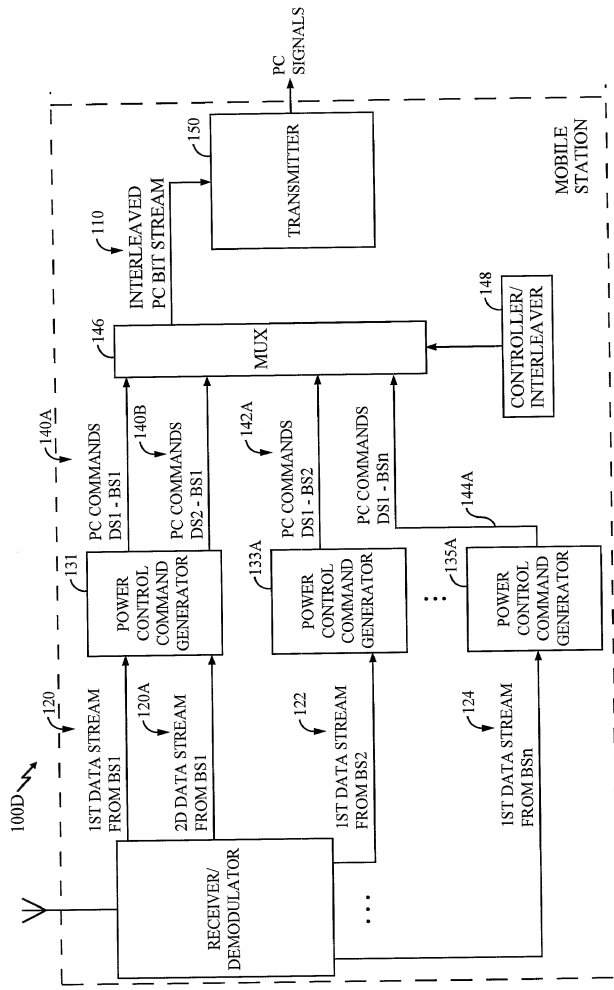 100D
120
1ST DATA STREAM
FROM BS1
120A
2D DATA STREAM
FROM BS1
122
1ST DATA STREAM
FROM BS2
124
1ST DATA STREAM
FROM BSn
RECEIVER/
DEMODULATOR
131
POWER
CONTROL
COMMAND
GENERATOR
133A
POWER
CONTROL
COMMAND
GENERATOR
135A
POWER
CONTROL
COMMAND
GENERATOR
140A
PC COMMANDS
DS1 - BS1
140B
PC COMMANDS
DS2 - BS1
142A
PC COMMANDS
DS1 - BS2
PC COMMANDS
DS1 - BSn
144A
146
MUX
148
CONTROLLER/
INTERLEAVER
110
INTERLEAVED
PC BIT STREAM
150
TRANSMITTER
PC
SIGNALS
MOBILE
STATION